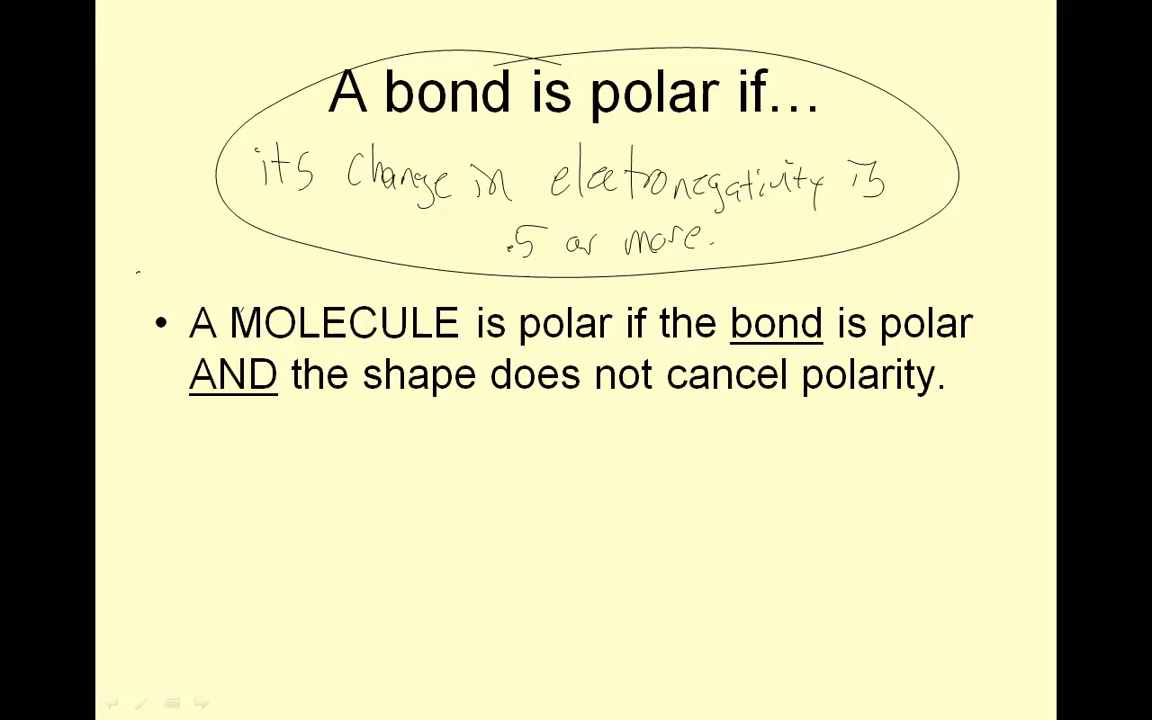 A bond is polar if...
its change in electronegativity is
.5 or more.
• A MOLECULE is polar if the bond is polar
AND the shape does not cancel polarity.